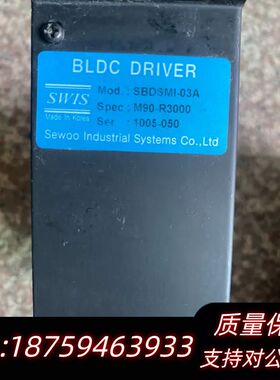 BLDC DRIVER
SWIS
Made In Korea
Mod. : SBDSMI-03A
Spec : M90-R3000
Ser : 1005-050
Sewoo Industrial Systems Co.,Ltd
质量保
:18759463933
支持对公